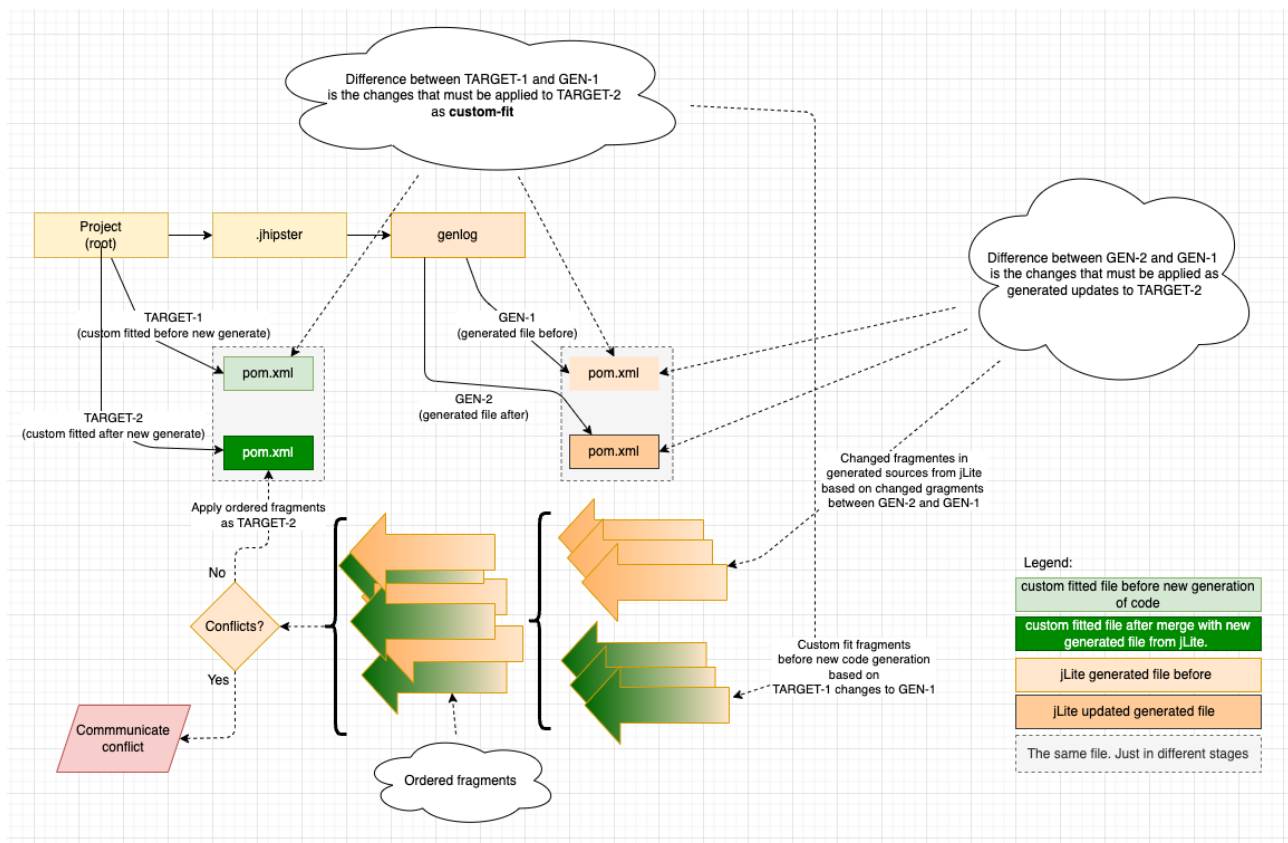 Difference between TARGET-1 and GEN-1
is the changes that must be applied to TARGET-2
as custom-fit
Project
(root)
.jhipster
genlog
Difference between GEN-2 and GEN-1
is the changes that must be applied as
generated updates to TARGET-2
TARGET-1
(custom fitted before new generate)
GEN-1
(generated file before)
pom.xml
pom.xml
GEN-2
(generated file after)
TARGET-2
(custom fitted after new generate)
pom.xml
pom.xml
Changed fragmentes in
generated sources from jLite
based on changed gragments
between GEN-2 and GEN-1
Apply ordered fragments
as TARGET-2
No
Conflicts?
Yes
Commmunicate
conflict
Custom fit fragments
before new code generation
based on
TARGET-1 changes to GEN-1
Ordered fragments
Legend:
custom fitted file before new generation
of code
custom fitted file after merge with new
generated file from jLite.
jLite generated file before
jLite updated generated file
The same file. Just in different stages